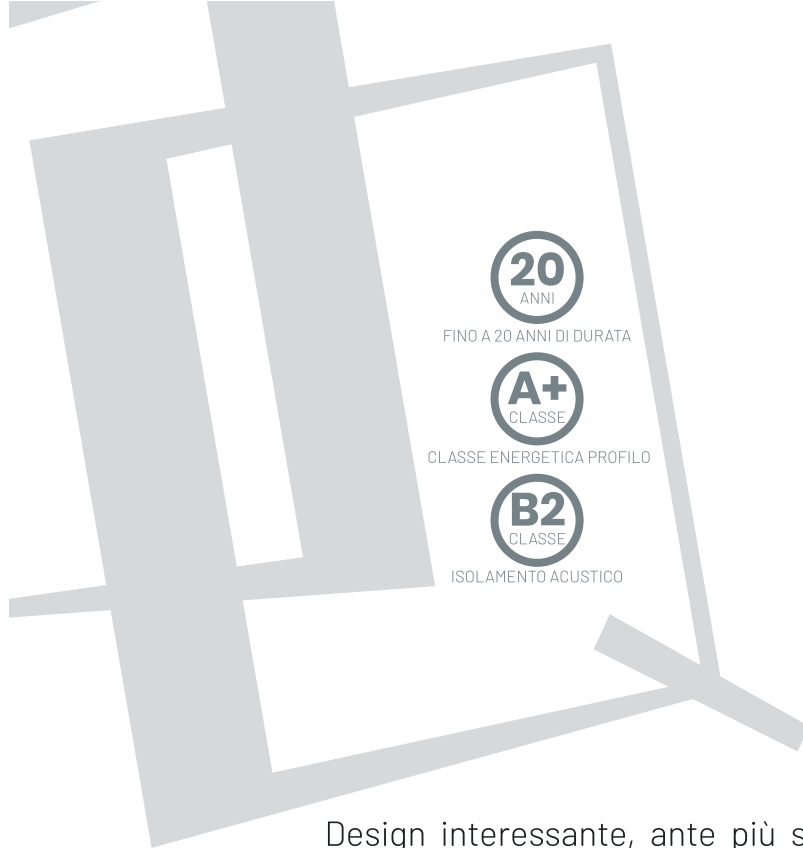 20
ANNI
FINO A 20 ANNI DI DURATA
A+
CLASSE
CLASSE ENERGETICA PROFILO
B2
CLASSE
ISOLAMENTO ACUSTICO
Design interessante, ante più